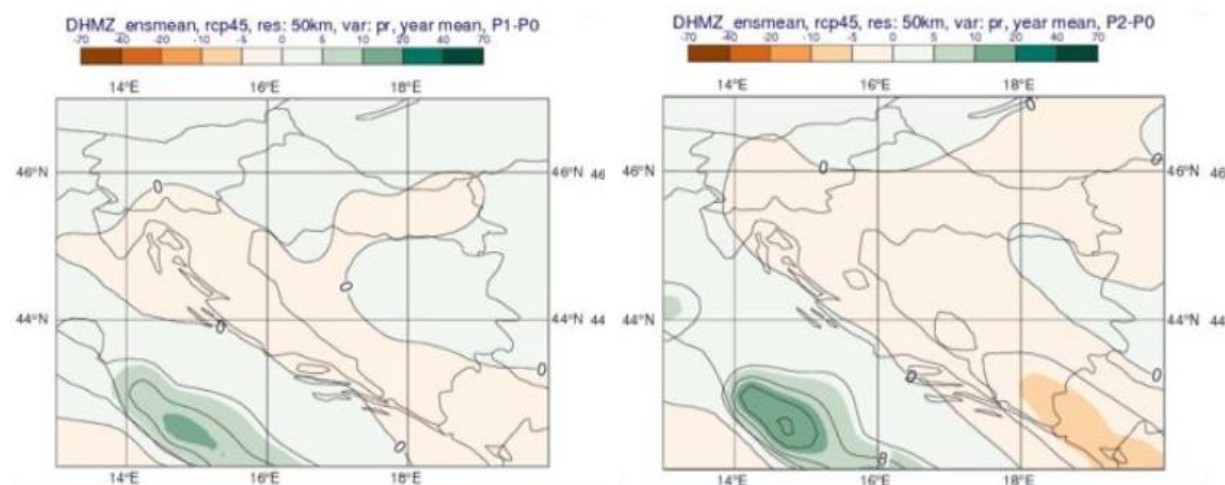 DHMZ_ensmean, rcp45, res: 50km, var: pr, year mean, P1-P0
-70 -40 -20 -10 -5 0 5 10 20 40 70
14°E 16°E 18°E
46°N 46°N
44°N 44°N
14°E 16°E 18°E
0
0
0
0
0
DHMZ_ensmean, rcp45, res: 50km, var: pr, year mean, P2-P0
-70 -40 -20 -10 -5 0 5 10 20 40 70
14°E 16°E 18°E
46 46°N 46°N 46
44 44°N 44°N 44
14°E 16°E 18°E
0
0
0
0
0
8